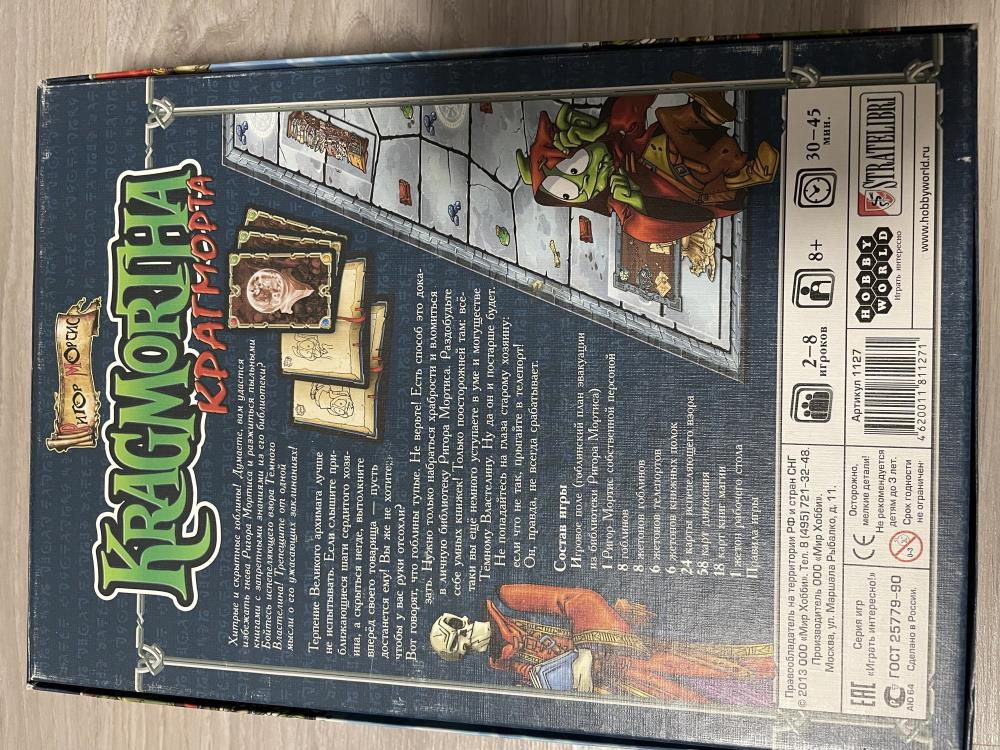 РИГОР МОРТИС
KRAGMORTHA
КРАГМОРТА
Хитрые и скрытные гоблины! Думаете, вам удастся
избежать гнева Ригора Мортиса и разжиться пыльными
книгами с запретными знаниями из его библиотеки?
Бойтесь испепеляющего взора Тёмного
Властелина! Трепещите от одной
мысли о его ужасающих заклинаниях!
Терпение Великого архимага лучше
не испытывать. Если слышите при-
ближающиеся шаги сердитого хозя-
ина, а скрыться негде, вытолкните
вперёд своего товарища — пусть
достанется ему! Вы же не хотите,
чтобы у вас руки отсохли?
Вот говорят, что гоблины тупые. Не верьте! Есть способ это дока-
зать. Нужно только набраться храбрости и вломиться
в личную библиотеку Ригора Мортиса. Раздобудьте
себе умных книжек! Только поосторожней там: всё-
таки вы ещё немного уступаете в уме и могуществе
Тёмному Властелину. Ну да он и постарше будет.
Не попадайтесь на глаза старому хозяину:
если что не так, прыгайте в телепорт!
Он, правда, не всегда срабатывает.
Состав игры
Игровое поле (гоблинский план эвакуации
из библиотеки Ригора Мортиса)
1 Ригор Мортис собственной персоной
8 гоблинов
8 жетонов гоблинов
6 жетонов телепортов
6 жетонов книжных полок
24 карты испепеляющего взора
38 карт движения
18 карт книг магии
1 жетон рабочего стола
Правила игры
Правообладатель на территории РФ и стран СНГ
© 2013 ООО «Мир Хобби». Тел. 8 (495) 721-32-48.
Производитель ООО «Мир Хобби».
Москва, ул. Маршала Рыбалко, д. 11.
2–8
игроков
8+
30–45
мин.
EAC
Серия игр
«Играть интересно!»
ГОСТ 25779-90
АЮ 64
Сделано в России.
CE
Осторожно,
мелкие детали!
Не рекомендуется
детям до 3 лет.
0-3
Срок годности
не ограничен.
Артикул 1127
4620011811271
HOBBY
WORLD
Играть интересно
STRATELIBRI
www.hobbyworld.ru